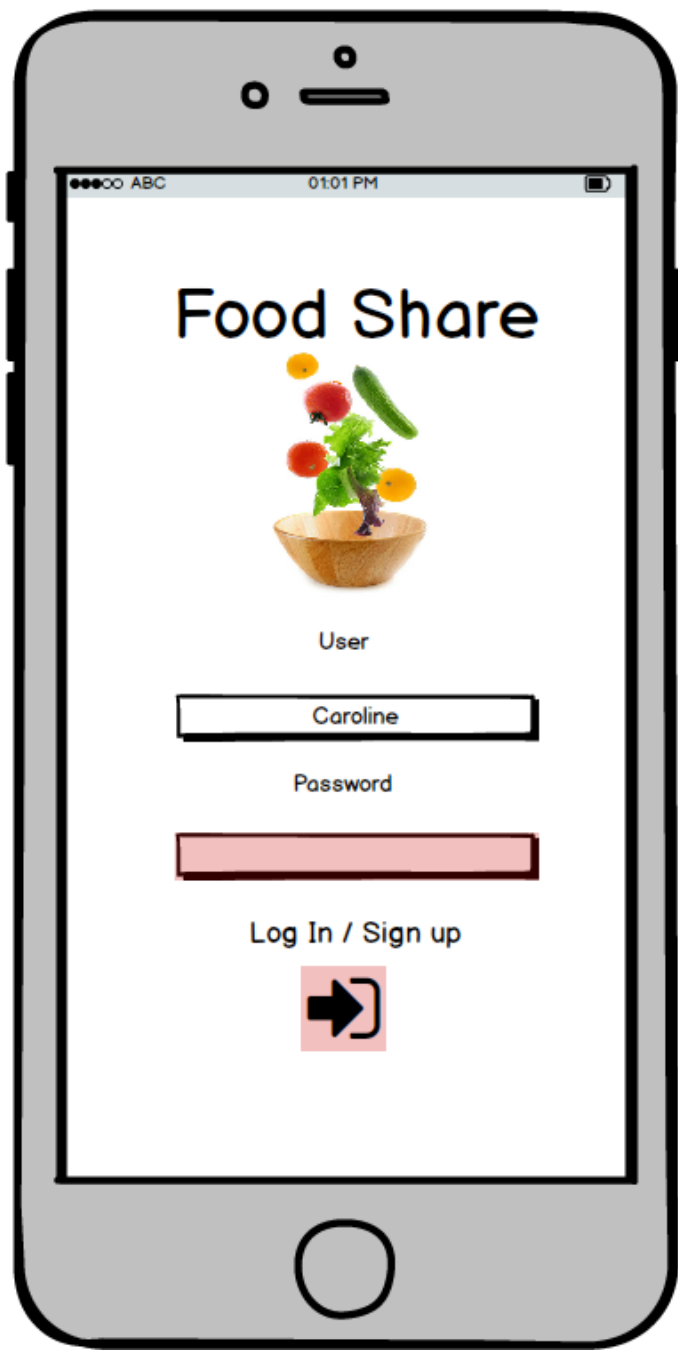 ABC 01:01 PM
Food Share
User
Caroline
Password
Log In / Sign up